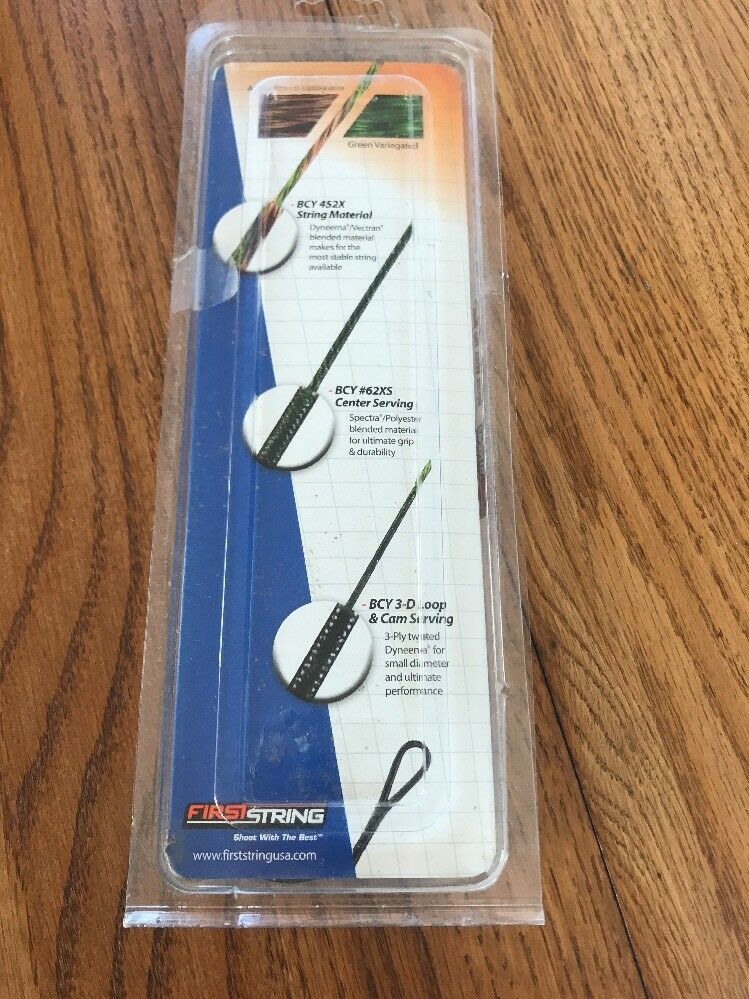 Green Variegated
- BCY 452X
String Material
Dyneema®/Vectran®
blended material
makes for the
most stable string
available
- BCY #62XS
Center Serving
Spectra®/Polyester
blended material
for ultimate grip
& durability
- BCY 3-D Loop
& Cam Serving
3-Ply twisted
Dyneema® for
small diameter
and ultimate
performance
FIRSTSTRING
Shoot With The Best™
www.firststringusa.com